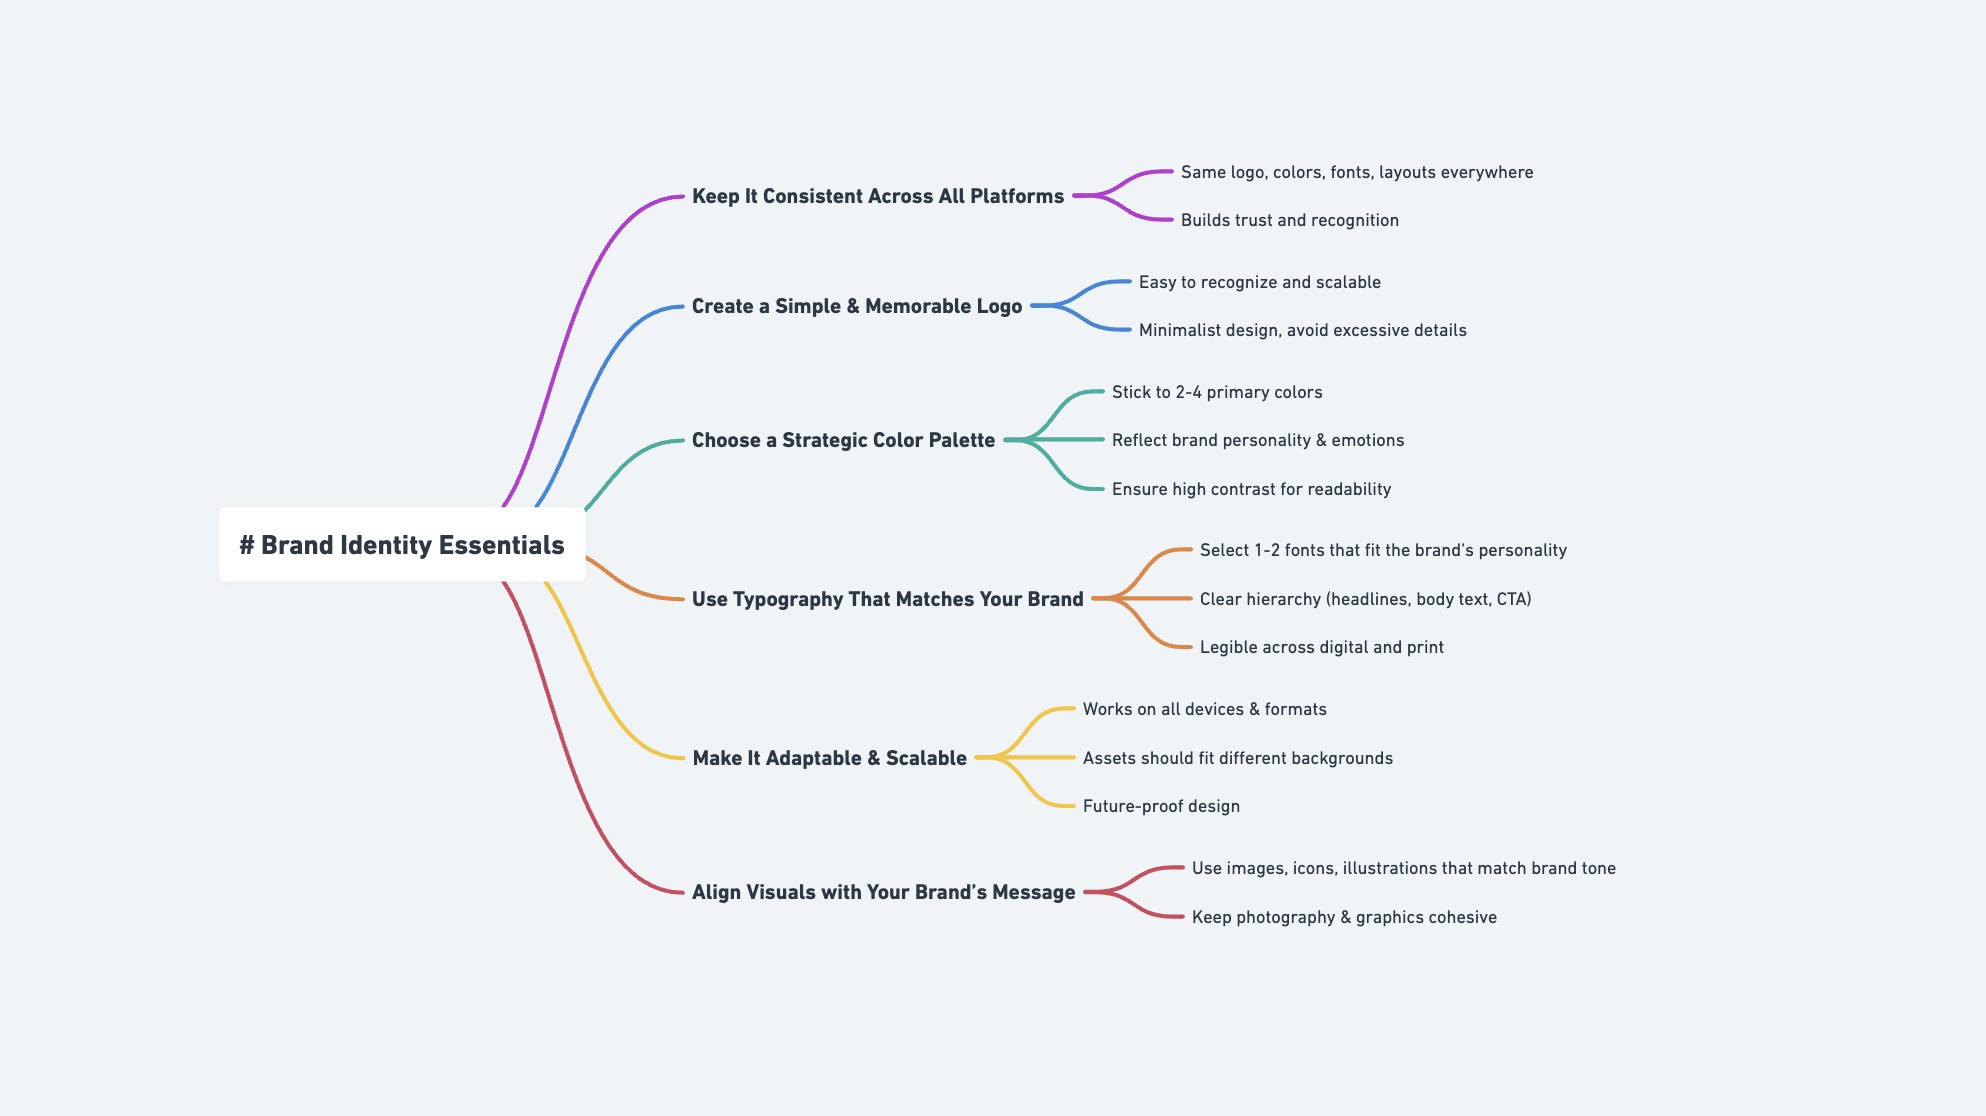 # Brand Identity Essentials
Keep It Consistent Across All Platforms
Same logo, colors, fonts, layouts everywhere
Builds trust and recognition
Create a Simple & Memorable Logo
Easy to recognize and scalable
Minimalist design, avoid excessive details
Choose a Strategic Color Palette
Stick to 2-4 primary colors
Reflect brand personality & emotions
Ensure high contrast for readability
Use Typography That Matches Your Brand
Select 1-2 fonts that fit the brand’s personality
Clear hierarchy (headlines, body text, CTA)
Legible across digital and print
Make It Adaptable & Scalable
Works on all devices & formats
Assets should fit different backgrounds
Future-proof design
Align Visuals with Your Brand’s Message
Use images, icons, illustrations that match brand tone
Keep photography & graphics cohesive